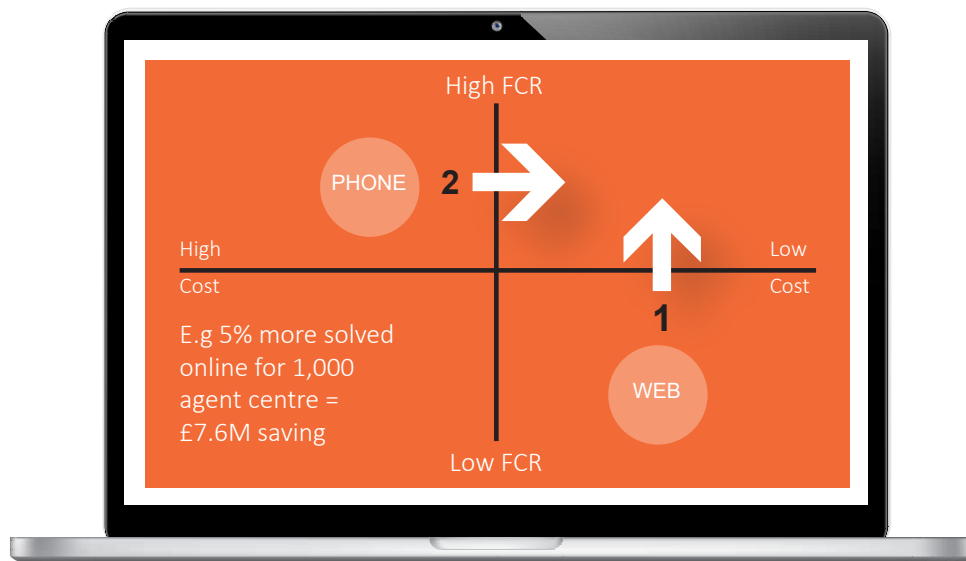 High FCR
PHONE
2
High
Cost
Low
Cost
1
E.g 5% more solved
online for 1,000
agent centre =
£7.6M saving
WEB
Low FCR